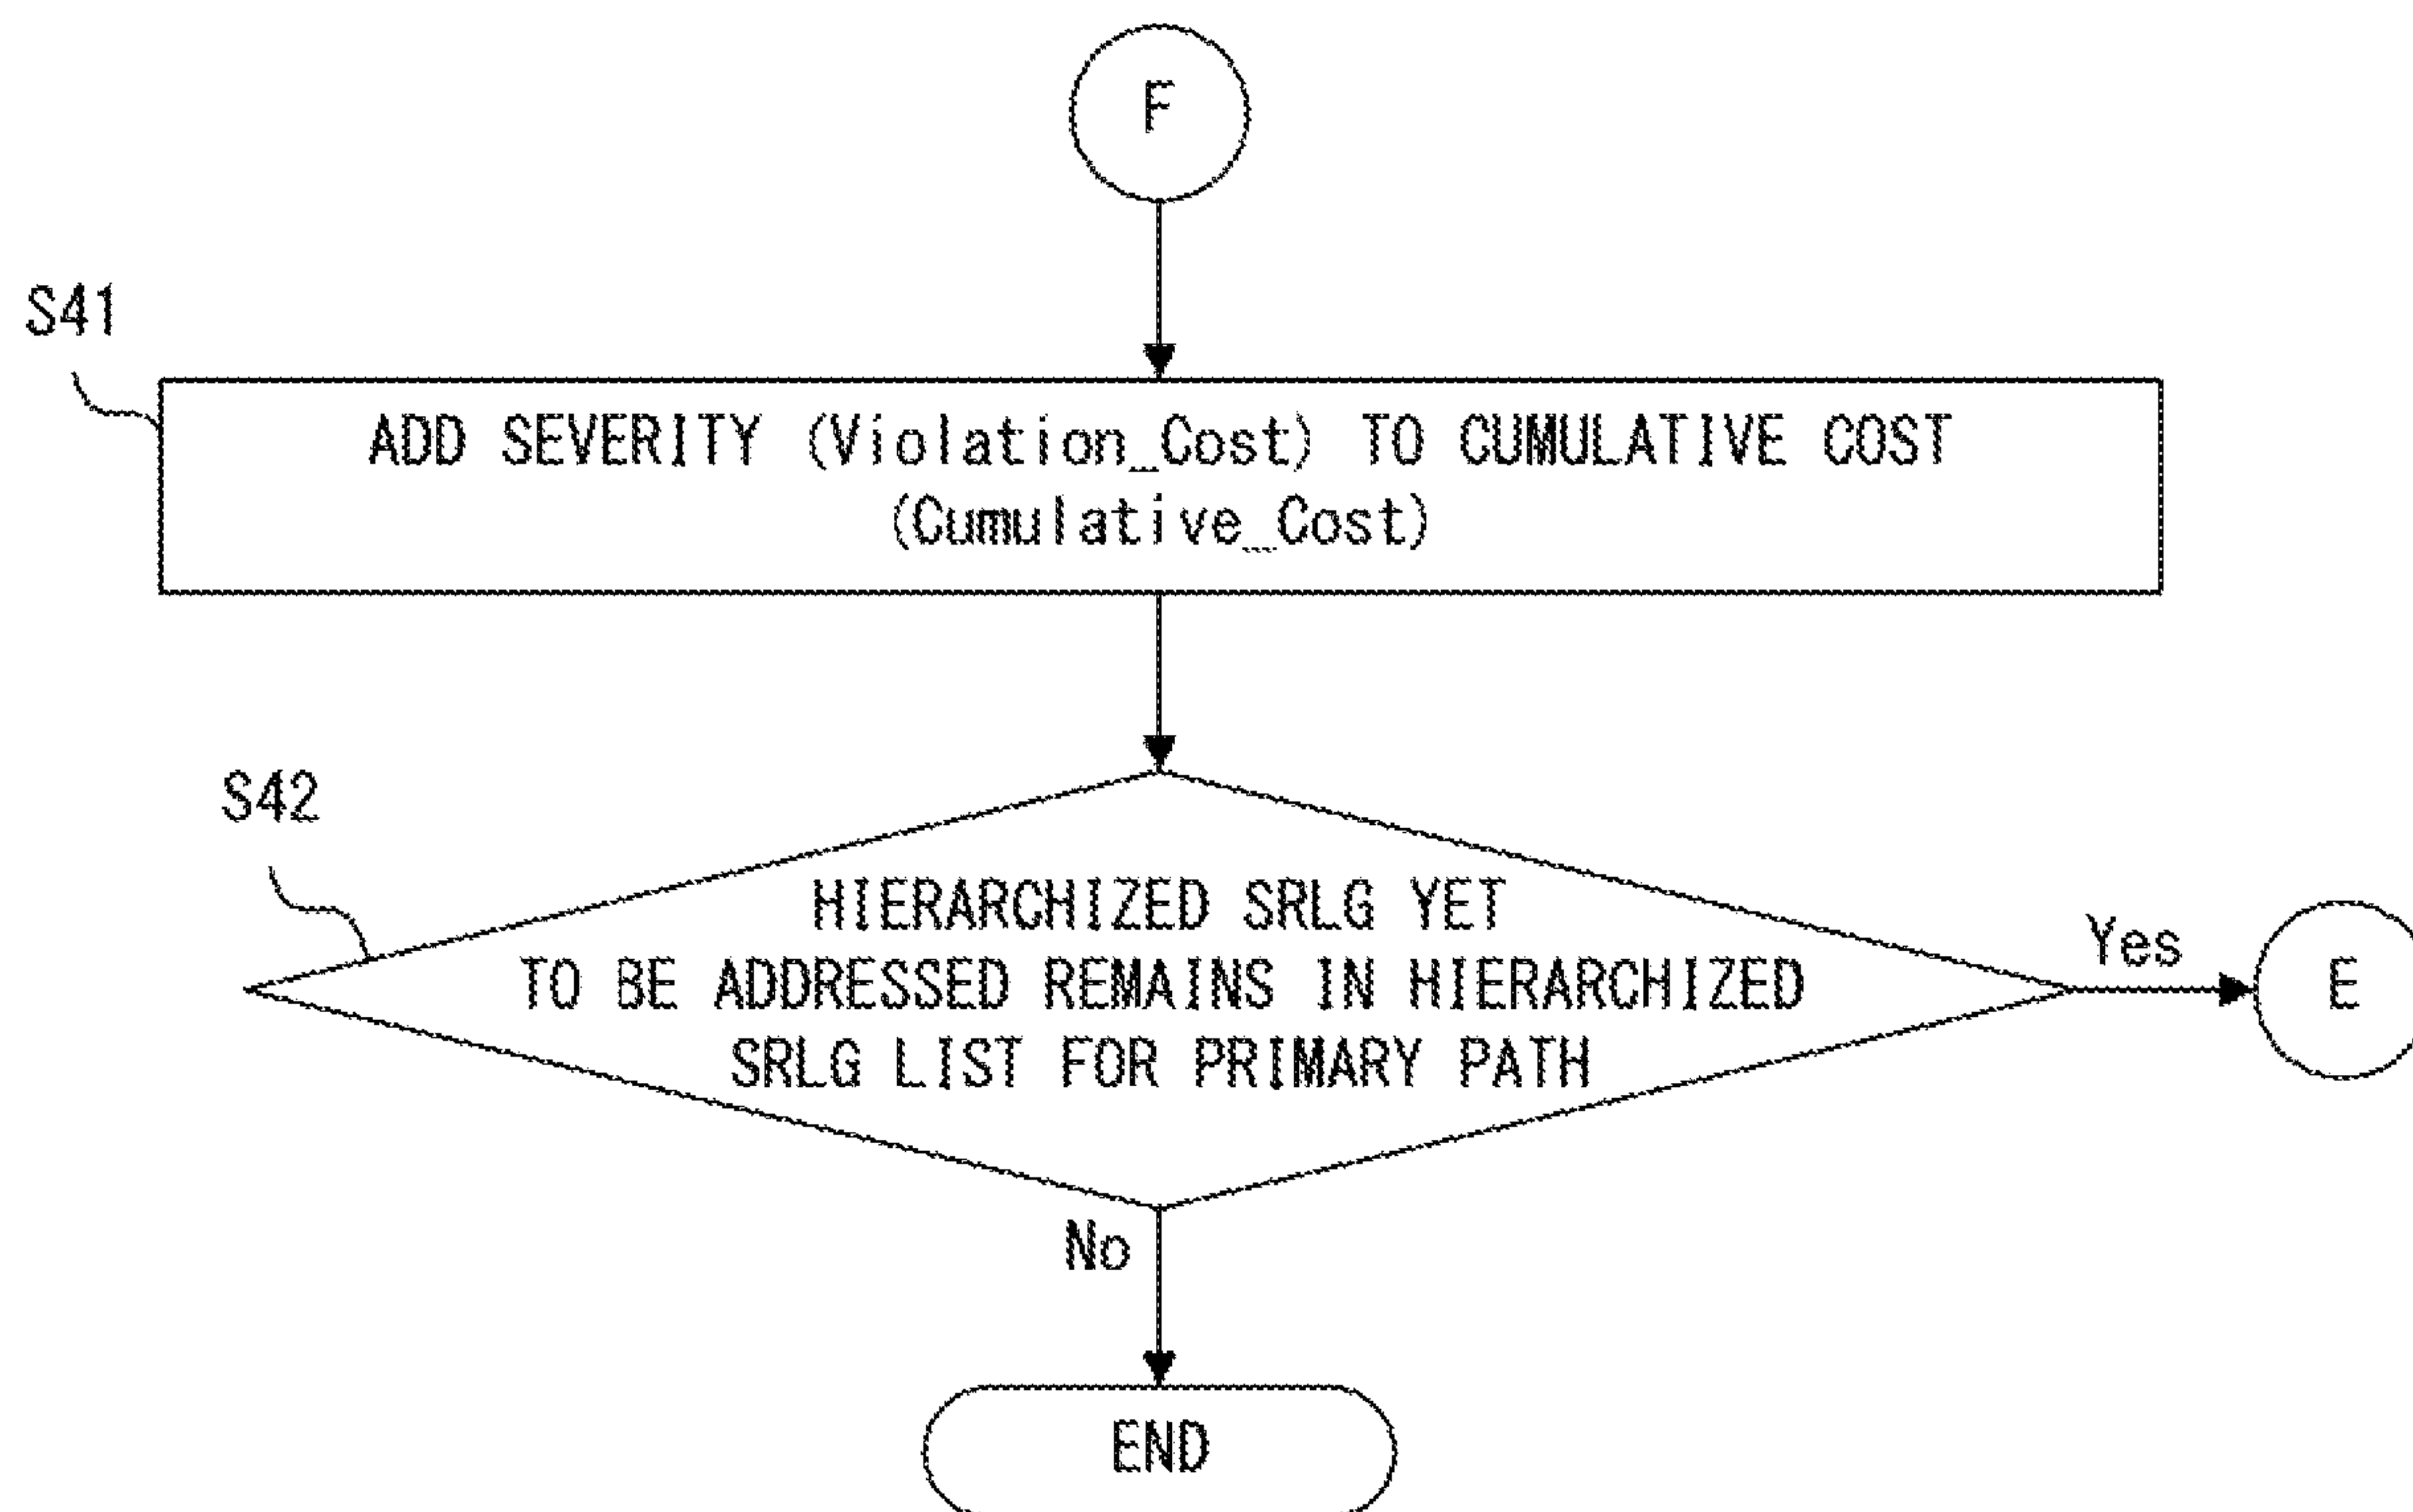 F
S41
ADD SEVERITY (Violation_Cost) TO CUMULATIVE COST
(Cumulative_Cost)
S42
HIERARCHIZED SRLG YET
TO BE ADDRESSED REMAINS IN HIERARCHIZED
SRLG LIST FOR PRIMARY PATH
Yes
E
No
END